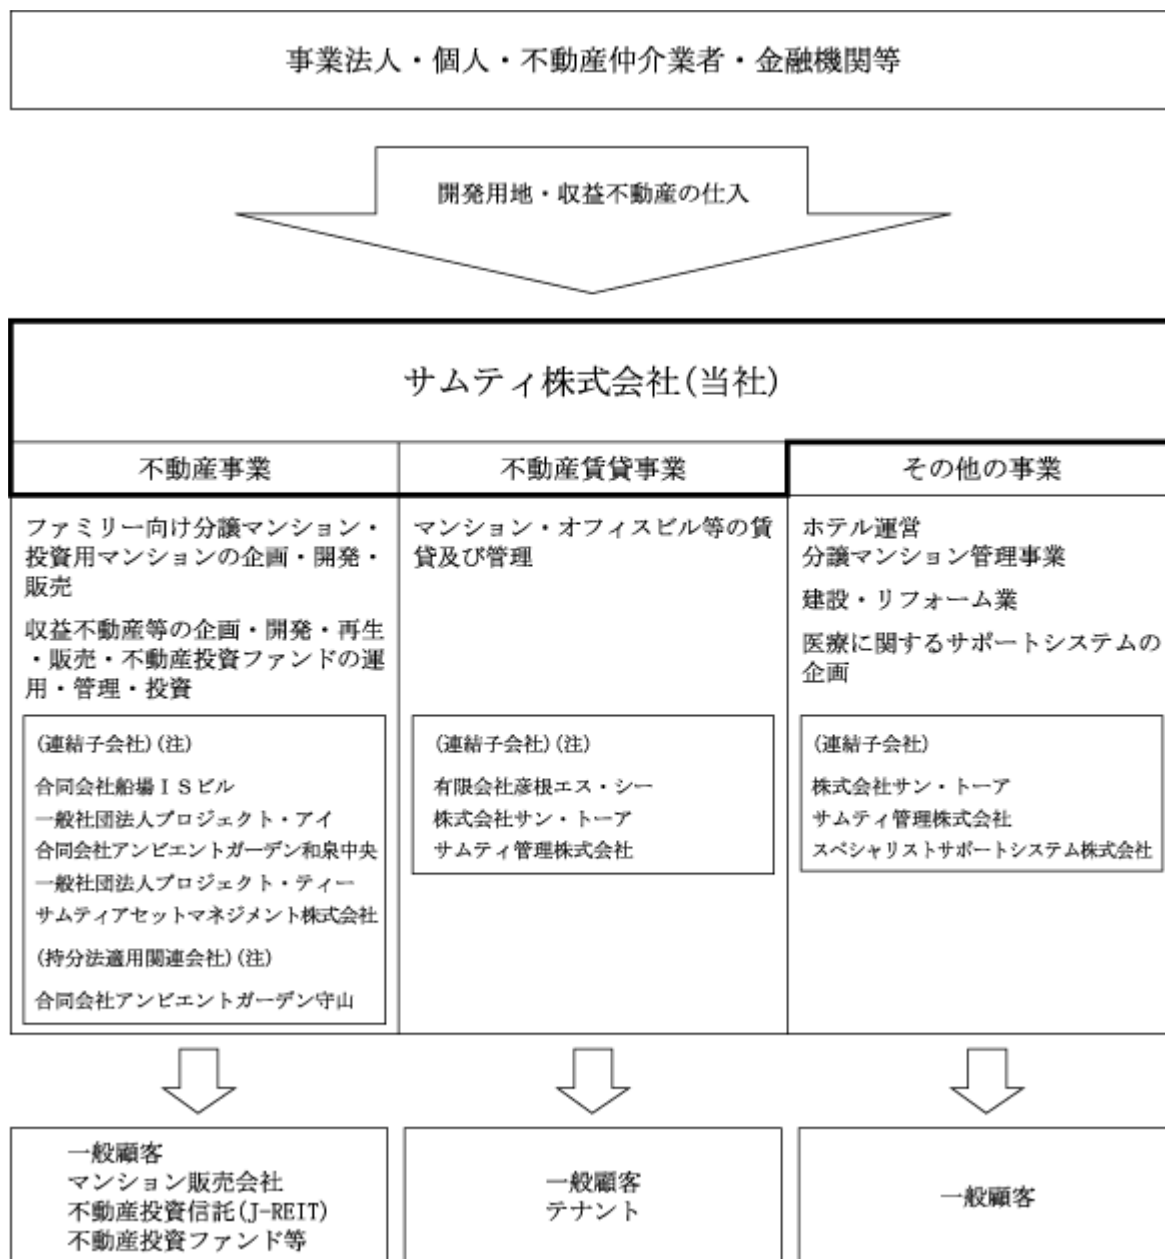 事業法人・個人・不動産仲介業者・金融機関等
開発用地・収益不動産の仕入
サムティ株式会社(当社)
不動産事業
不動産賃貸事業
その他の事業
ファミリー向け分譲マンション・
投資用マンションの企画・開発・
販売
収益不動産等の企画・開発・再生
・販売・不動産投資ファンドの運
用・管理・投資
(連結子会社)(注)
合同会社船場ISビル
一般社団法人プロジェクト・アイ
合同会社アンビエントガーデン和泉中央
一般社団法人プロジェクト・ティー
サムティアセットマネジメント株式会社
(持分法適用関連会社)(注)
合同会社アンビエントガーデン守山
マンション・オフィスビル等の賃
貸及び管理
(連結子会社)(注)
有限会社彦根エス・シー
株式会社サン・トーア
サムティ管理株式会社
ホテル運営
分譲マンション管理事業
建設・リフォーム業
医療に関するサポートシステムの
企画
(連結子会社)
株式会社サン・トーア
サムティ管理株式会社
スペシャリストサポートシステム株式会社
一般顧客
マンション販売会社
不動産投資信託(J-REIT)
不動産投資ファンド等
一般顧客
テナント
一般顧客